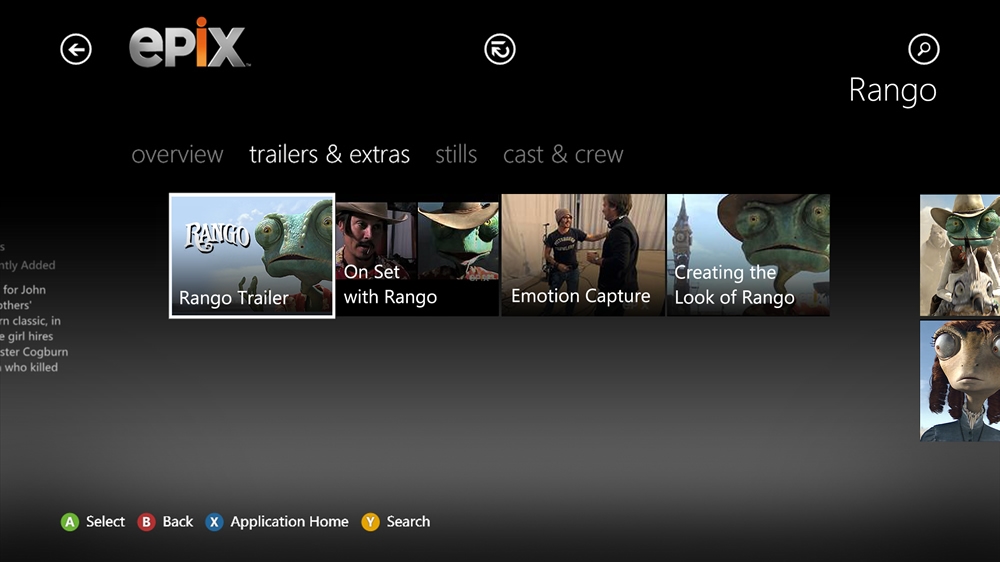 epix
Rango
overview trailers & extras stills cast & crew
s
ntly Added
for John
others'
rn classic, in
e girl hires
ster Cogburn
who killed
RANGO
Rango Trailer
On Set
with Rango
Emotion Capture
Creating the
Look of Rango
A Select B Back X Application Home Y Search